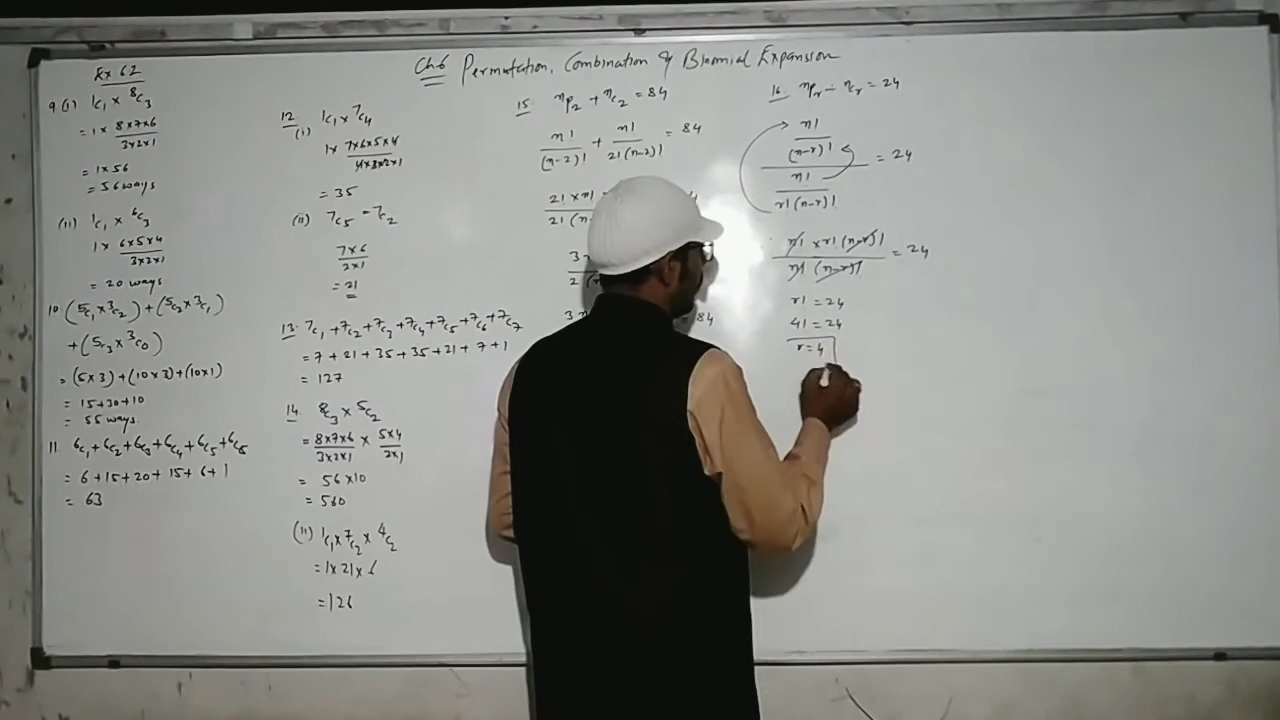 Ch 6 Permutation, Combination & Binomial Expansion
Ex 6.2
9 (i) 1C1 × 8C3
= 1 × 8×7×6 / 3×2×1
= 1×56
= 56 ways
(ii) 1C1 × 6C3
1 × 6×5×4 / 3×2×1
= 20 ways
10 (5C1 × 3C2) + (5C2 × 3C1)
+ (5C3 × 3C0)
= (5×3) + (10×3) + (10×1)
= 15+30+10
= 55 ways.
11. 6C1 + 6C2 + 6C3 + 6C4 + 6C5 + 6C5
= 6+15+20+15+6+1
= 63
12 (i) 1C1 × 7C4
1× 7×6×5×4 / 4×3×2×1
= 35
(ii) 7C5 = 7C2
7×6 / 2×1
= 21
13. 7C1 + 7C2 + 7C3 + 7C4 + 7C5 + 7C6 + 7C7
= 7+21+35+35+21+7+1
= 127
14. 8C3 × 5C2
= 8×7×6 / 3×2×1 × 5×4 / 2×1
= 56×10
= 560
(ii) 1C1 × 7C2 × 4C2
= 1×21×6
= 126
15. nP2 + nC2 = 84
n! / (n-2)! + n! / 2!(n-2)! = 84
2! × n!
2! (n-
3
2 (
3 n
= 84
16. nPr ÷ nCr = 24
n! / (n-r)! / n! / r!(n-r)! = 24
n! × r! (n-r)! / n! (n-r)! = 24
r! = 24
4! = 24
r = 4